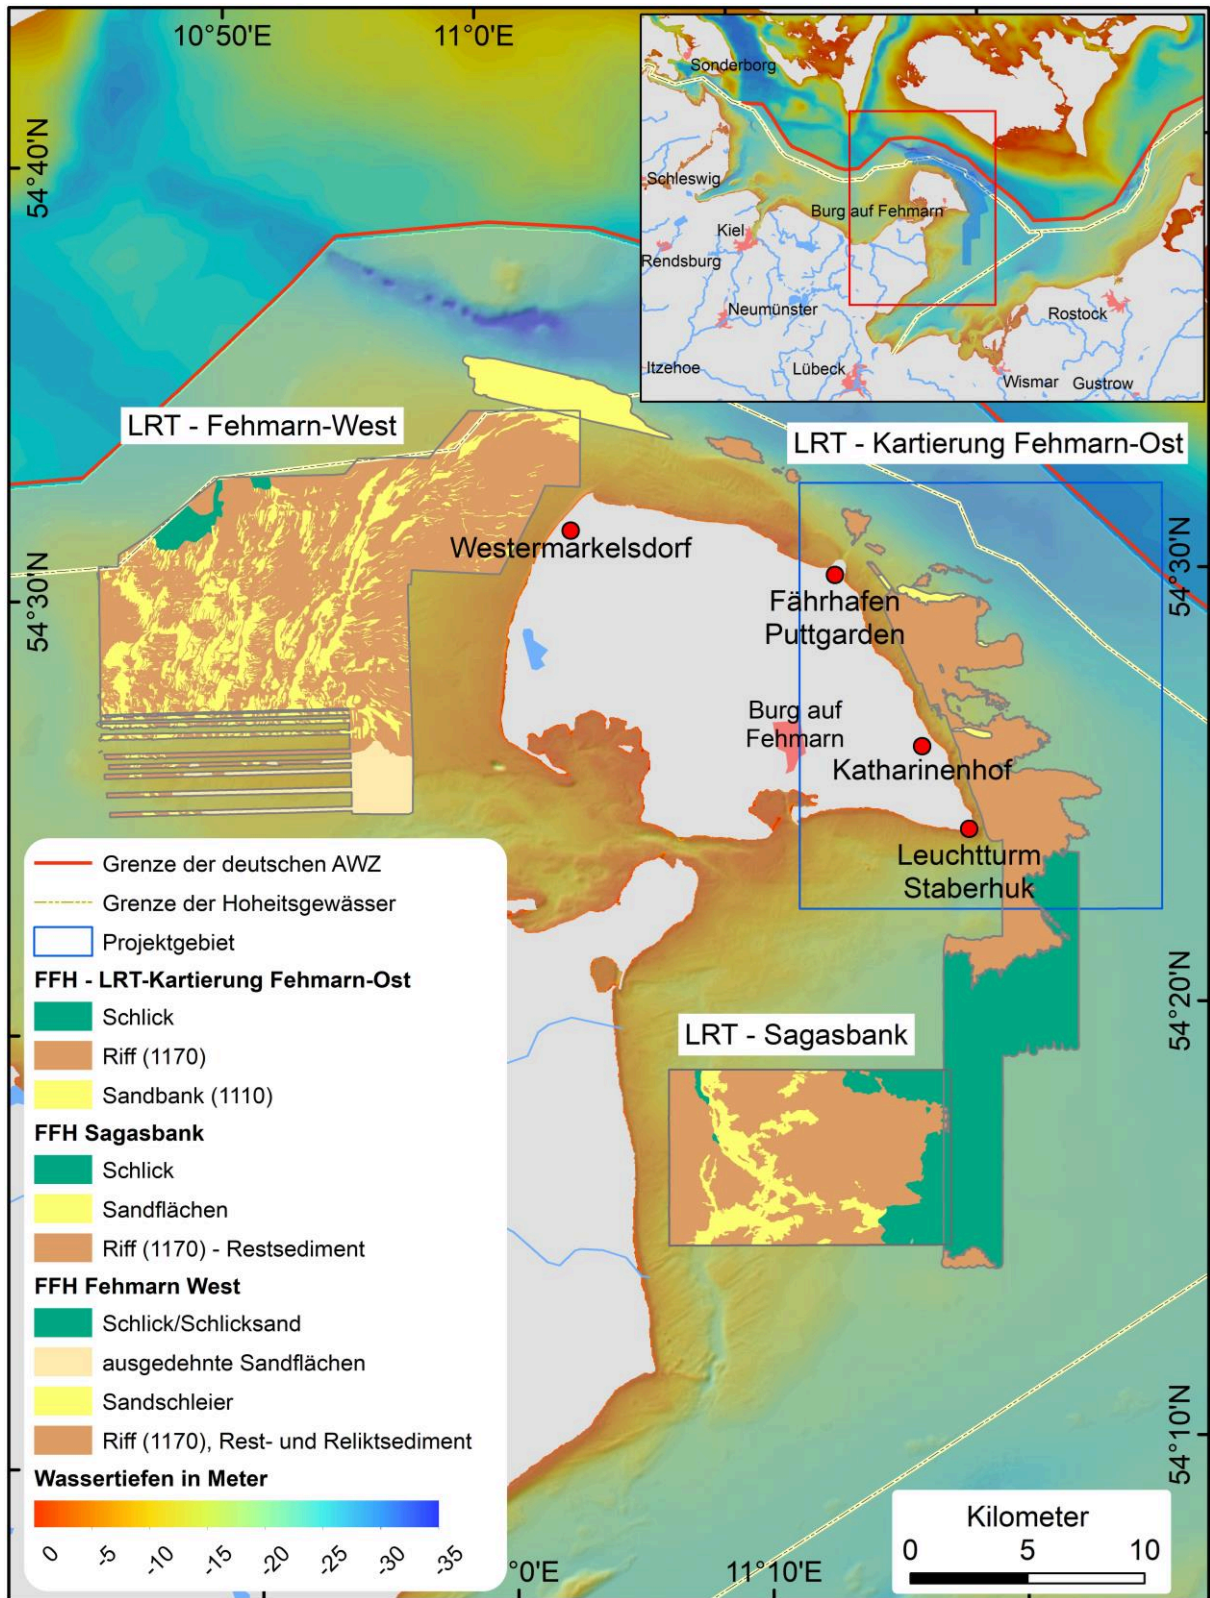 10°50'E
11°0'E
54°40'N
54°30'N
Sonderborg
Schleswig
Burg auf Fehmarn
Kiel
Rendsburg
Neumünster
Rostock
Itzehoe
Lübeck
Wismar
Gustrow
LRT - Fehmarn-West
LRT - Kartierung Fehmarn-Ost
Westermarkelsdorf
Fährhafen
Puttgarden
54°30'N
Burg auf
Fehmarn
Katharinenhof
Leuchtturm
Staberhuk
54°20'N
LRT - Sagasbank
Grenze der deutschen AWZ
Grenze der Hoheitsgewässer
Projektgebiet
FFH - LRT-Kartierung Fehmarn-Ost
Schlick
Riff (1170)
Sandbank (1110)
FFH Sagasbank
Schlick
Sandflächen
Riff (1170) - Restsediment
FFH Fehmarn West
Schlick/Schlicksand
ausgedehnte Sandflächen
Sandschleier
Riff (1170), Rest- und Reliktsediment
Wassertiefen in Meter
0
-5
-10
-15
-20
-25
-30
-35
54°10'N
Kilometer
0
5
10
°0'E
11°10'E